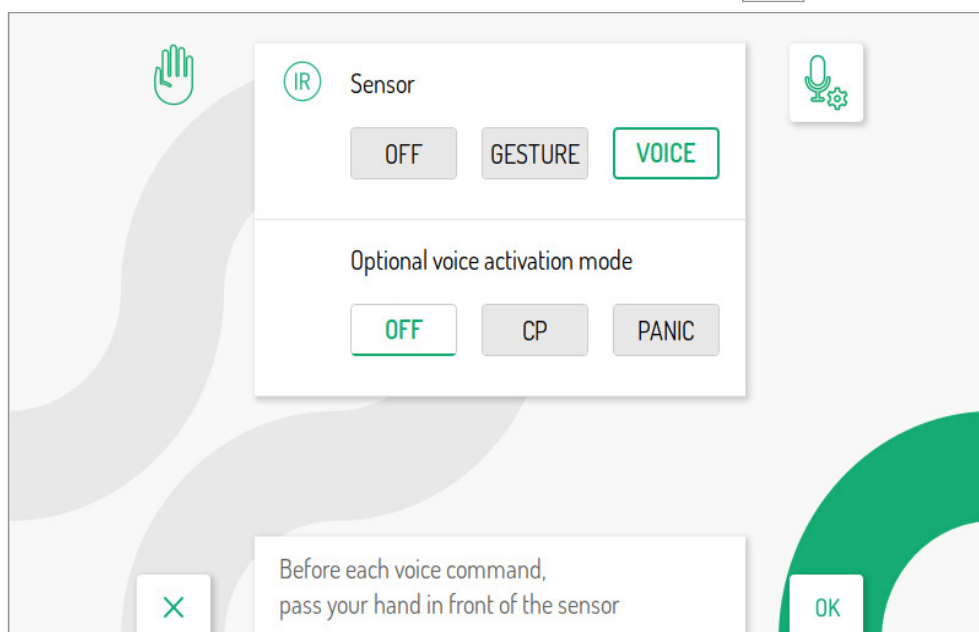 IR Sensor
OFF GESTURE VOICE
Optional voice activation mode
OFF CP PANIC
Before each voice command,
pass your hand in front of the sensor
OK